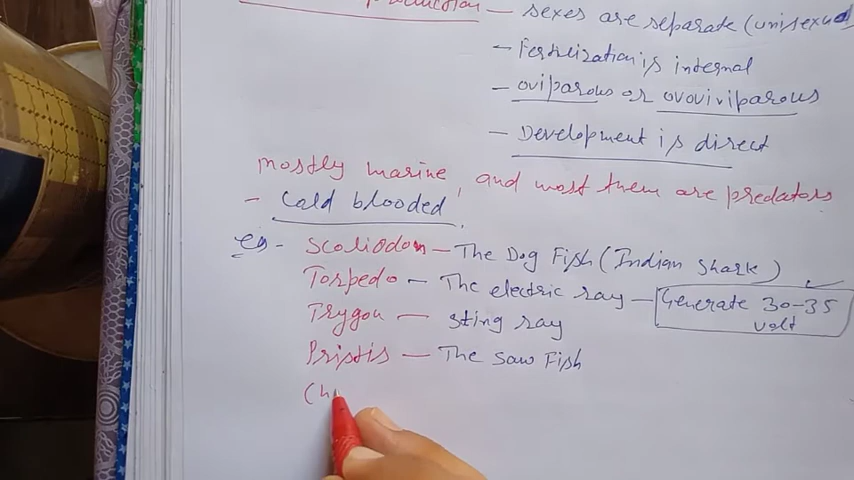 — sexes are separate (unisexual
— Fertilization is internal
— oviparous or ovoviviparous
— Development is direct
mostly marine, and most them are predators
— Cold blooded
eg - Scoliodon — The Dog Fish (Indian Shark)
Torpedo — The electric ray — Generate 30-35 volt
Trygon — sting ray
Pristis — The Saw Fish
Ch